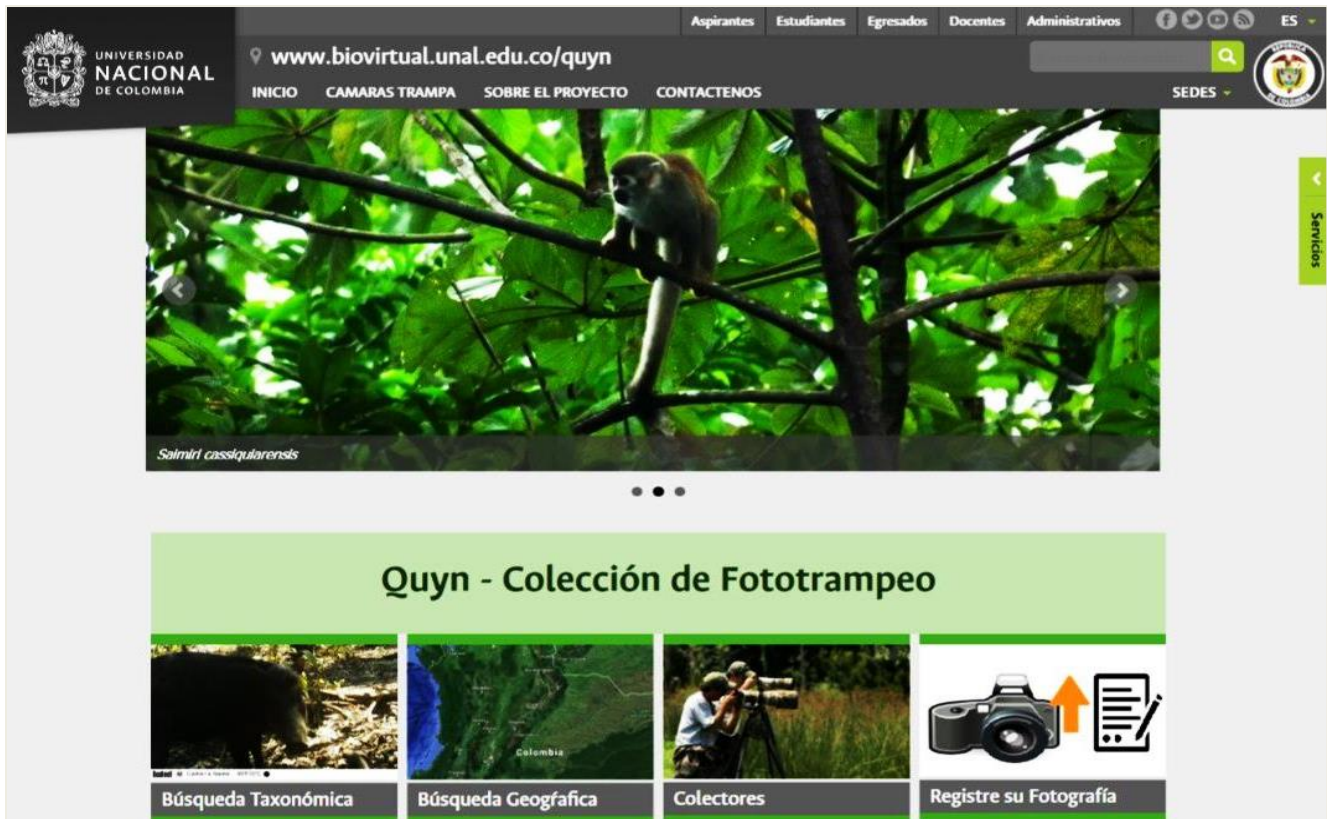 Aspirantes Estudiantes Egresados Docentes Administrativos ES
UNIVERSIDAD
NACIONAL
DE COLOMBIA
www.biovirtual.unal.edu.co/quyn
INICIO CAMARAS TRAMPA SOBRE EL PROYECTO CONTACTENOS SEDES
Servicios
Saimiri cassiquiarensis
Quyn - Colección de Fototrampeo
Colombia
Búsqueda Taxonómica Búsqueda Geogŕafica Colectores Registre su Fotografía